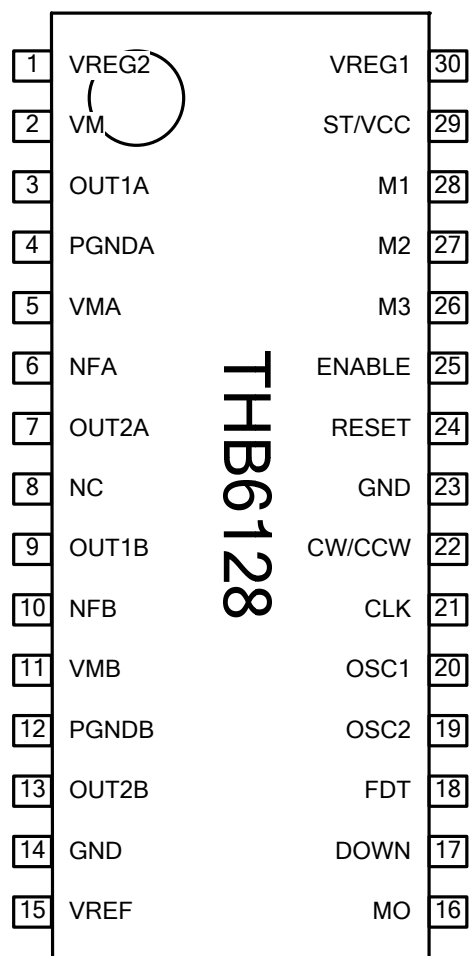 1 VREG2 VREG1 30
2 VM ST/VCC 29
3 OUT1A M1 28
4 PGNDA M2 27
5 VMA M3 26
6 NFA ENABLE 25
7 OUT2A RESET 24
8 NC GND 23
9 OUT1B CW/CCW 22
10 NFB CLK 21
11 VMB OSC1 20
12 PGNDB OSC2 19
13 OUT2B FDT 18
14 GND DOWN 17
15 VREF MO 16
THB6128